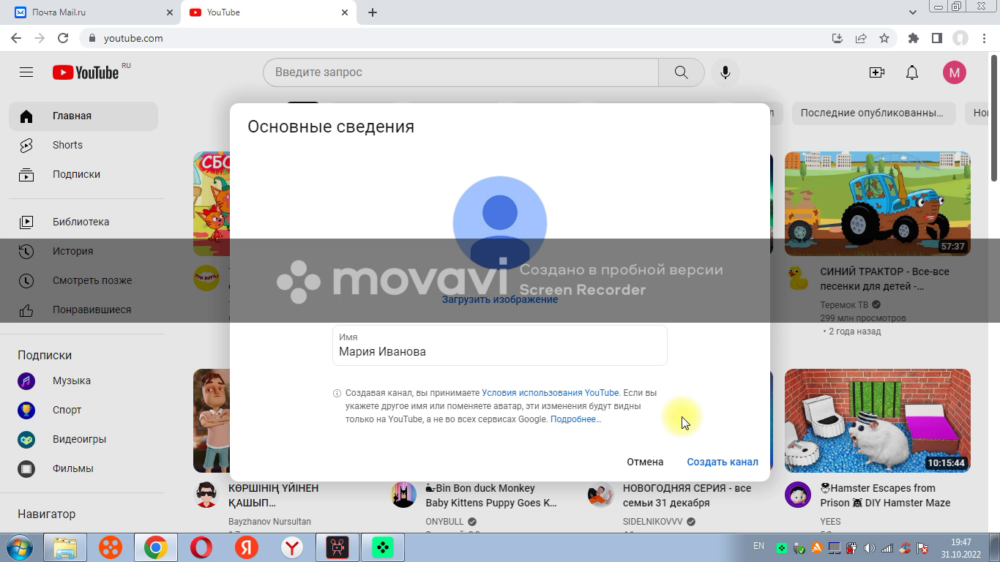 Почта Mail.ru
YouTube
youtube.com
YouTube RU
Введите запрос
M
Главная
Последние опубликованны...
Shorts
Подписки
Библиотека
История
Смотреть позже
Понравившиеся
Подписки
Музыка
Спорт
Видеоигры
Фильмы
Навигатор
Основные сведения
movavi
Создано в пробной версии
Screen Recorder
Загрузить изображение
Имя
Мария Иванова
Создавая канал, вы принимаете Условия использования YouTube. Если вы
укажете другое имя или поменяете аватар, эти изменения будут видны
только на YouTube, а не во всех сервисах Google. Подробнее...
Отмена
Создать канал
57:37
СИНИЙ ТРАКТОР - Все-все
песенки для детей -...
Теремок ТВ
299 млн просмотров
• 2 года назад
10:15:44
КӨРШІНІҢ ҮЙІНЕН
ҚАШЫП...
Bayzhanov Nursultan
Bin Bon duck Monkey
Baby Kittens Puppy Goes K...
ONYBULL
НОВОГОДНЯЯ СЕРИЯ - все
семьи 31 декабря
SIDELNIKOVVV
Hamster Escapes from
Prison DIY Hamster Maze
YEES
EN
19:47
31.10.2022